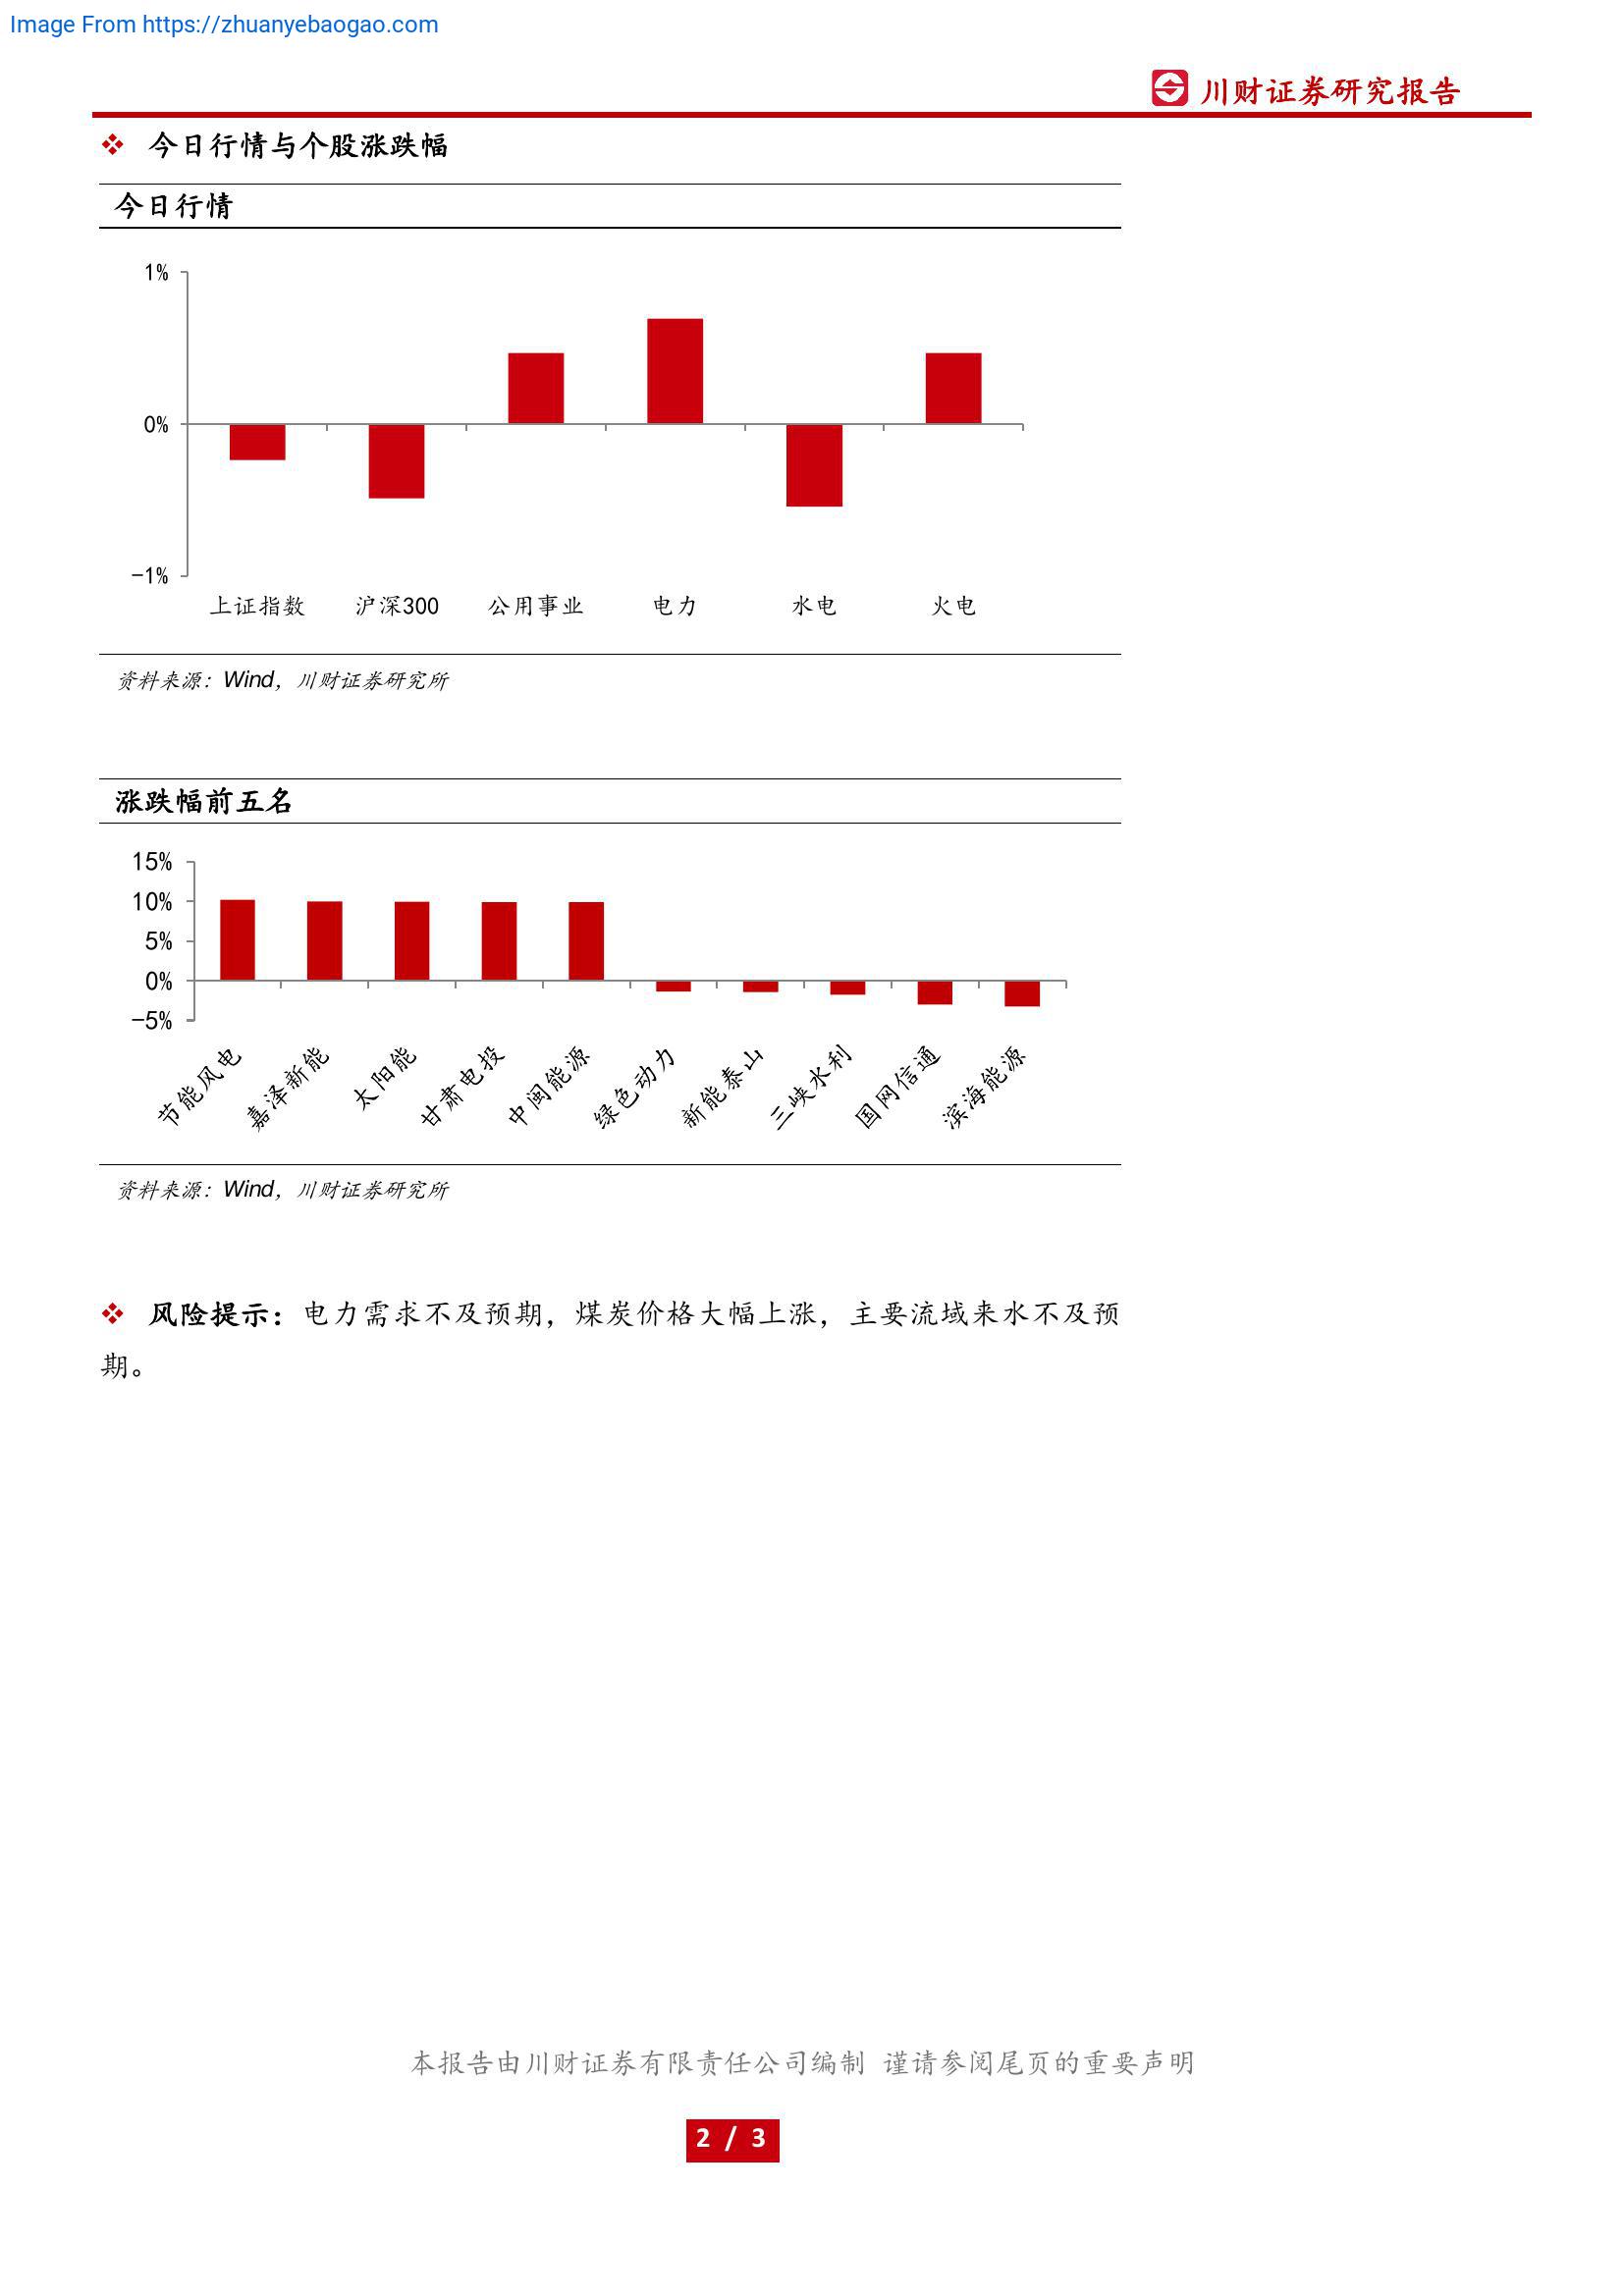 Image From https://zhuanyebaogao.com
川财证券研究报告
今日行情与个股涨跌幅
今日行情
1%
0%
-1%
上证指数 沪深300 公用事业 电力 水电 火电
资料来源：Wind，川财证券研究所
涨跌幅前五名
15%
10%
5%
0%
-5%
节能风电 嘉泽新能 太阳能 甘肃电投 中闽能源 绿色动力 新能泰山 三峡水利 国网信通 滨海能源
资料来源：Wind，川财证券研究所
风险提示：电力需求不及预期，煤炭价格大幅上涨，主要流域来水不及预
期。
本报告由川财证券有限责任公司编制 谨请参阅尾页的重要声明
2 / 3